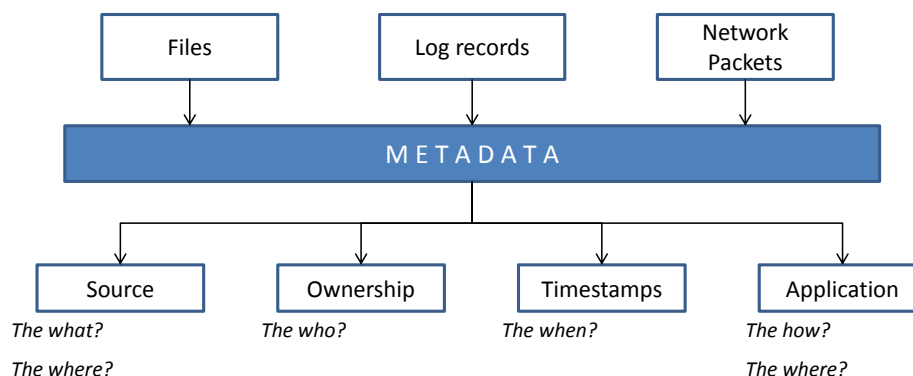 Files
Log records
Network
Packets
METADATA
Source
Ownership
Timestamps
Application
The what?
The who?
The when?
The how?
The where?
The where?